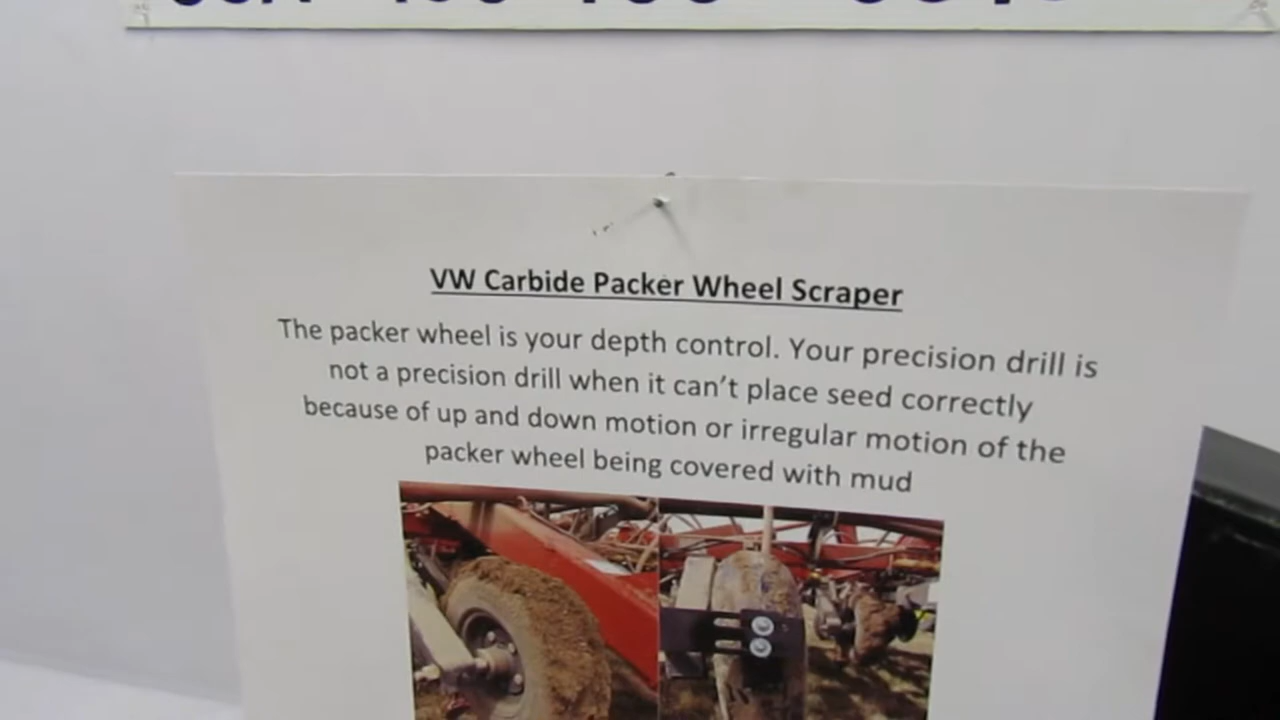 VW Carbide Packer Wheel Scraper
The packer wheel is your depth control. Your precision drill is
not a precision drill when it can't place seed correctly
because of up and down motion or irregular motion of the
packer wheel being covered with mud